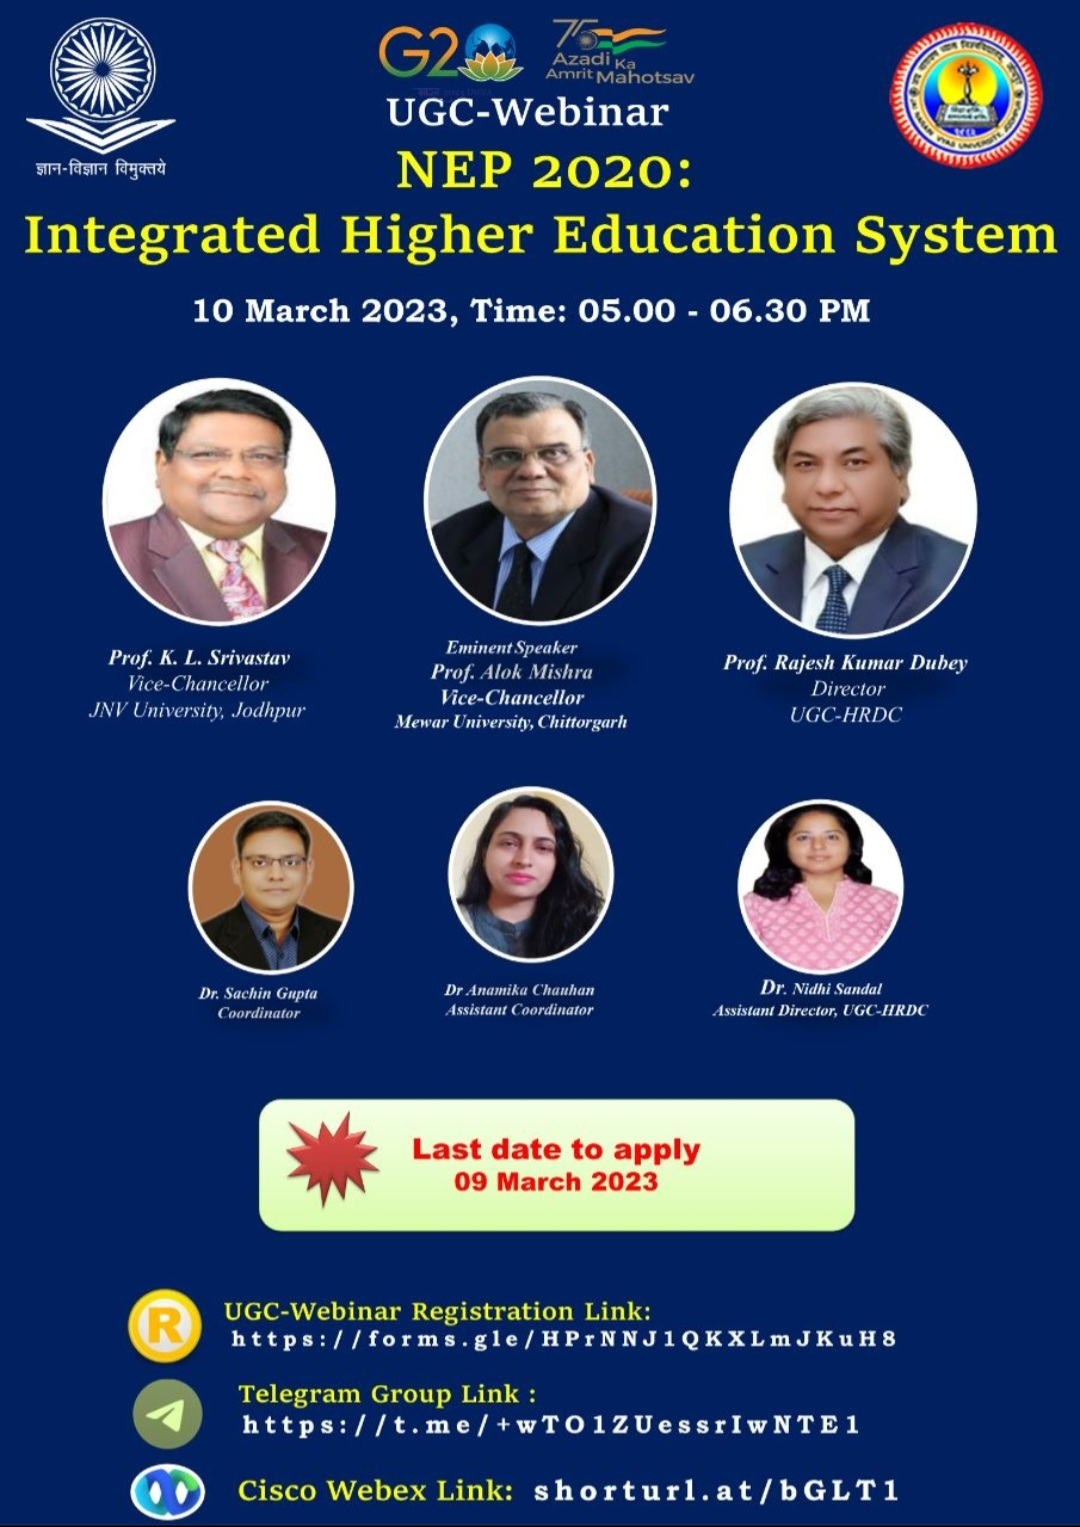 G20
75
Azadi Ka
Amrit Mahotsav
ज्ञान-विज्ञान विमुक्तये
UGC-Webinar
NEP 2020:
Integrated Higher Education System
10 March 2023, Time: 05.00 - 06.30 PM
Prof. K. L. Srivastav
Vice-Chancellor
JNV University, Jodhpur
Eminent Speaker
Prof. Alok Mishra
Vice-Chancellor
Mewar University, Chittorgarh
Prof. Rajesh Kumar Dubey
Director
UGC-HRDC
Dr. Sachin Gupta
Coordinator
Dr Anamika Chauhan
Assistant Coordinator
Dr. Nidhi Sandal
Assistant Director, UGC-HRDC
Last date to apply
09 March 2023
R
UGC-Webinar Registration Link:
https://forms.gle/HPrNNJ1QKXLmJKuH8
Telegram Group Link :
https://t.me/+wTO1ZUessrIwNTE1
Cisco Webex Link: shorturl.at/bGLT1